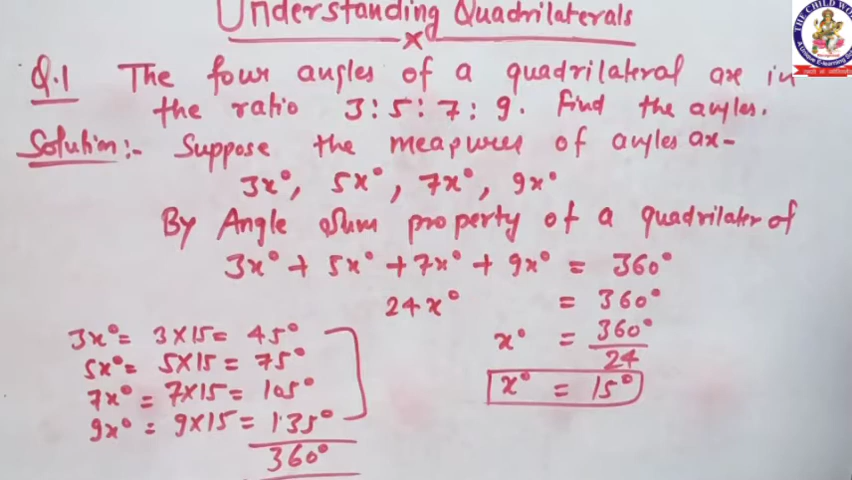 Understanding Quadrilaterals
Q.1 The four angles of a quadrilateral are in
the ratio 3:5:7:9. Find the angles.
Solution:- Suppose the measures of angles are-
3x°, 5x°, 7x°, 9x°
By Angle Sum property of a quadrilater of
3x° + 5x° + 7x° + 9x° = 360°
24x° = 360°
x° = 360°/24
x° = 15°
3x° = 3×15 = 45°
5x° = 5×15 = 75°
7x° = 7×15 = 105°
9x° = 9×15 = 135°
360°
THE CHILD WO